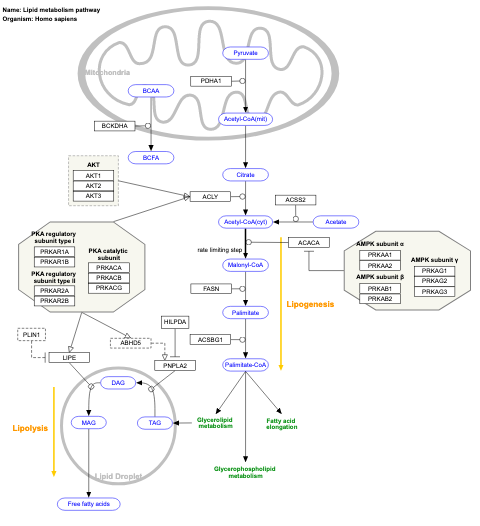 Name: Lipid metabolism pathway
Organism: Homo sapiens
Pyruvate
Mitochondria
PDHA1
BCAA
Acetyl-CoA(mit)
BCKDHA
BCFA
AKT
AKT1
AKT2
AKT3
Citrate
ACLY
ACSS2
Acetyl-CoA(cyt)
Acetate
PKA regulatory
subunit type I
PRKAR1A
PRKAR1B
PKA regulatory
subunit type II
PRKAR2A
PRKAR2B
PKA catalytic
subunit
PRKACA
PRKACB
PRKACG
rate limiting step
ACACA
AMPK subunit α
PRKAA1
PRKAA2
AMPK subunit β
PRKAB1
PRKAB2
AMPK subunit γ
PRKAG1
PRKAG2
PRKAG3
Malonyl-CoA
FASN
Lipogenesis
Palmitate
HILPDA
PLIN1
ABHD5
ACSBG1
LIPE
PNPLA2
Palmitate-CoA
DAG
MAG
TAG
Lipolysis
Glycerolipid
metabolism
Fatty acid
elongation
Glycerophospholipid
metabolism
Lipid Droplet
Free fatty acids